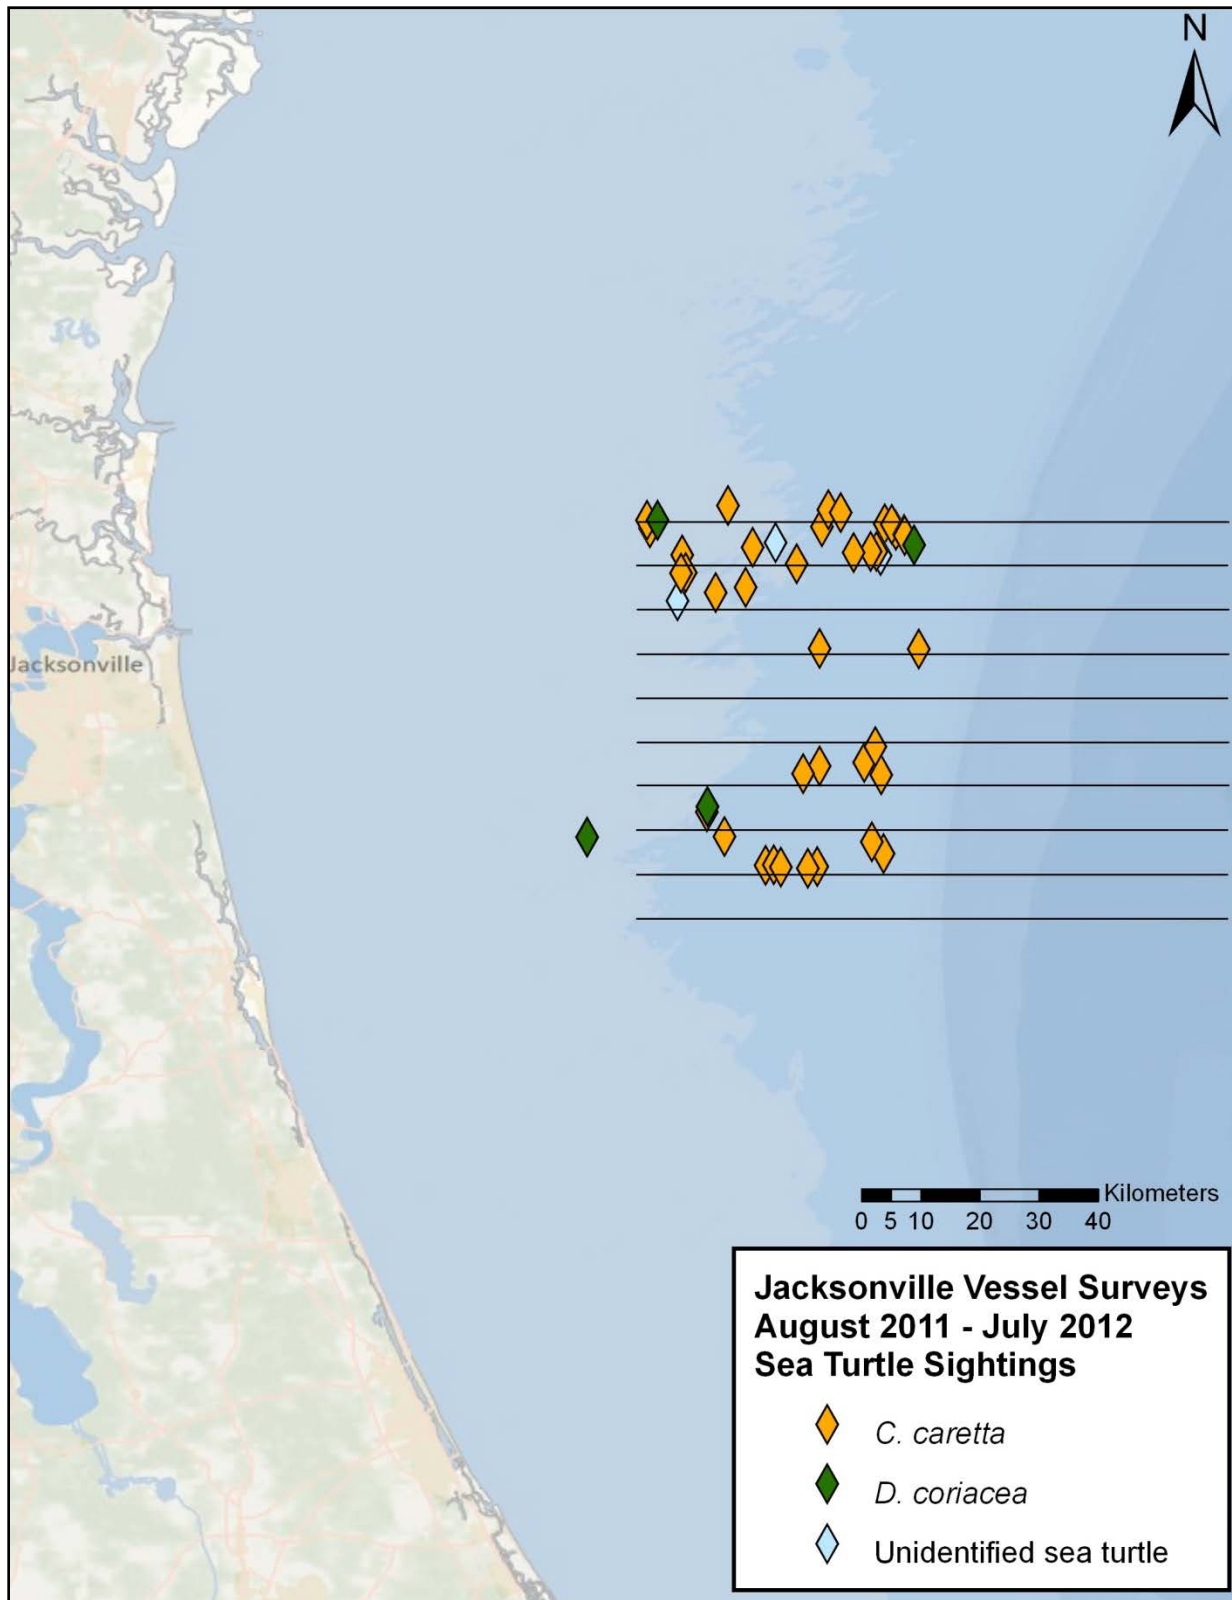 N
Jacksonville
Kilometers
0 5 10 20 30 40
Jacksonville Vessel Surveys
August 2011 - July 2012
Sea Turtle Sightings
C. caretta
D. coriacea
Unidentified sea turtle